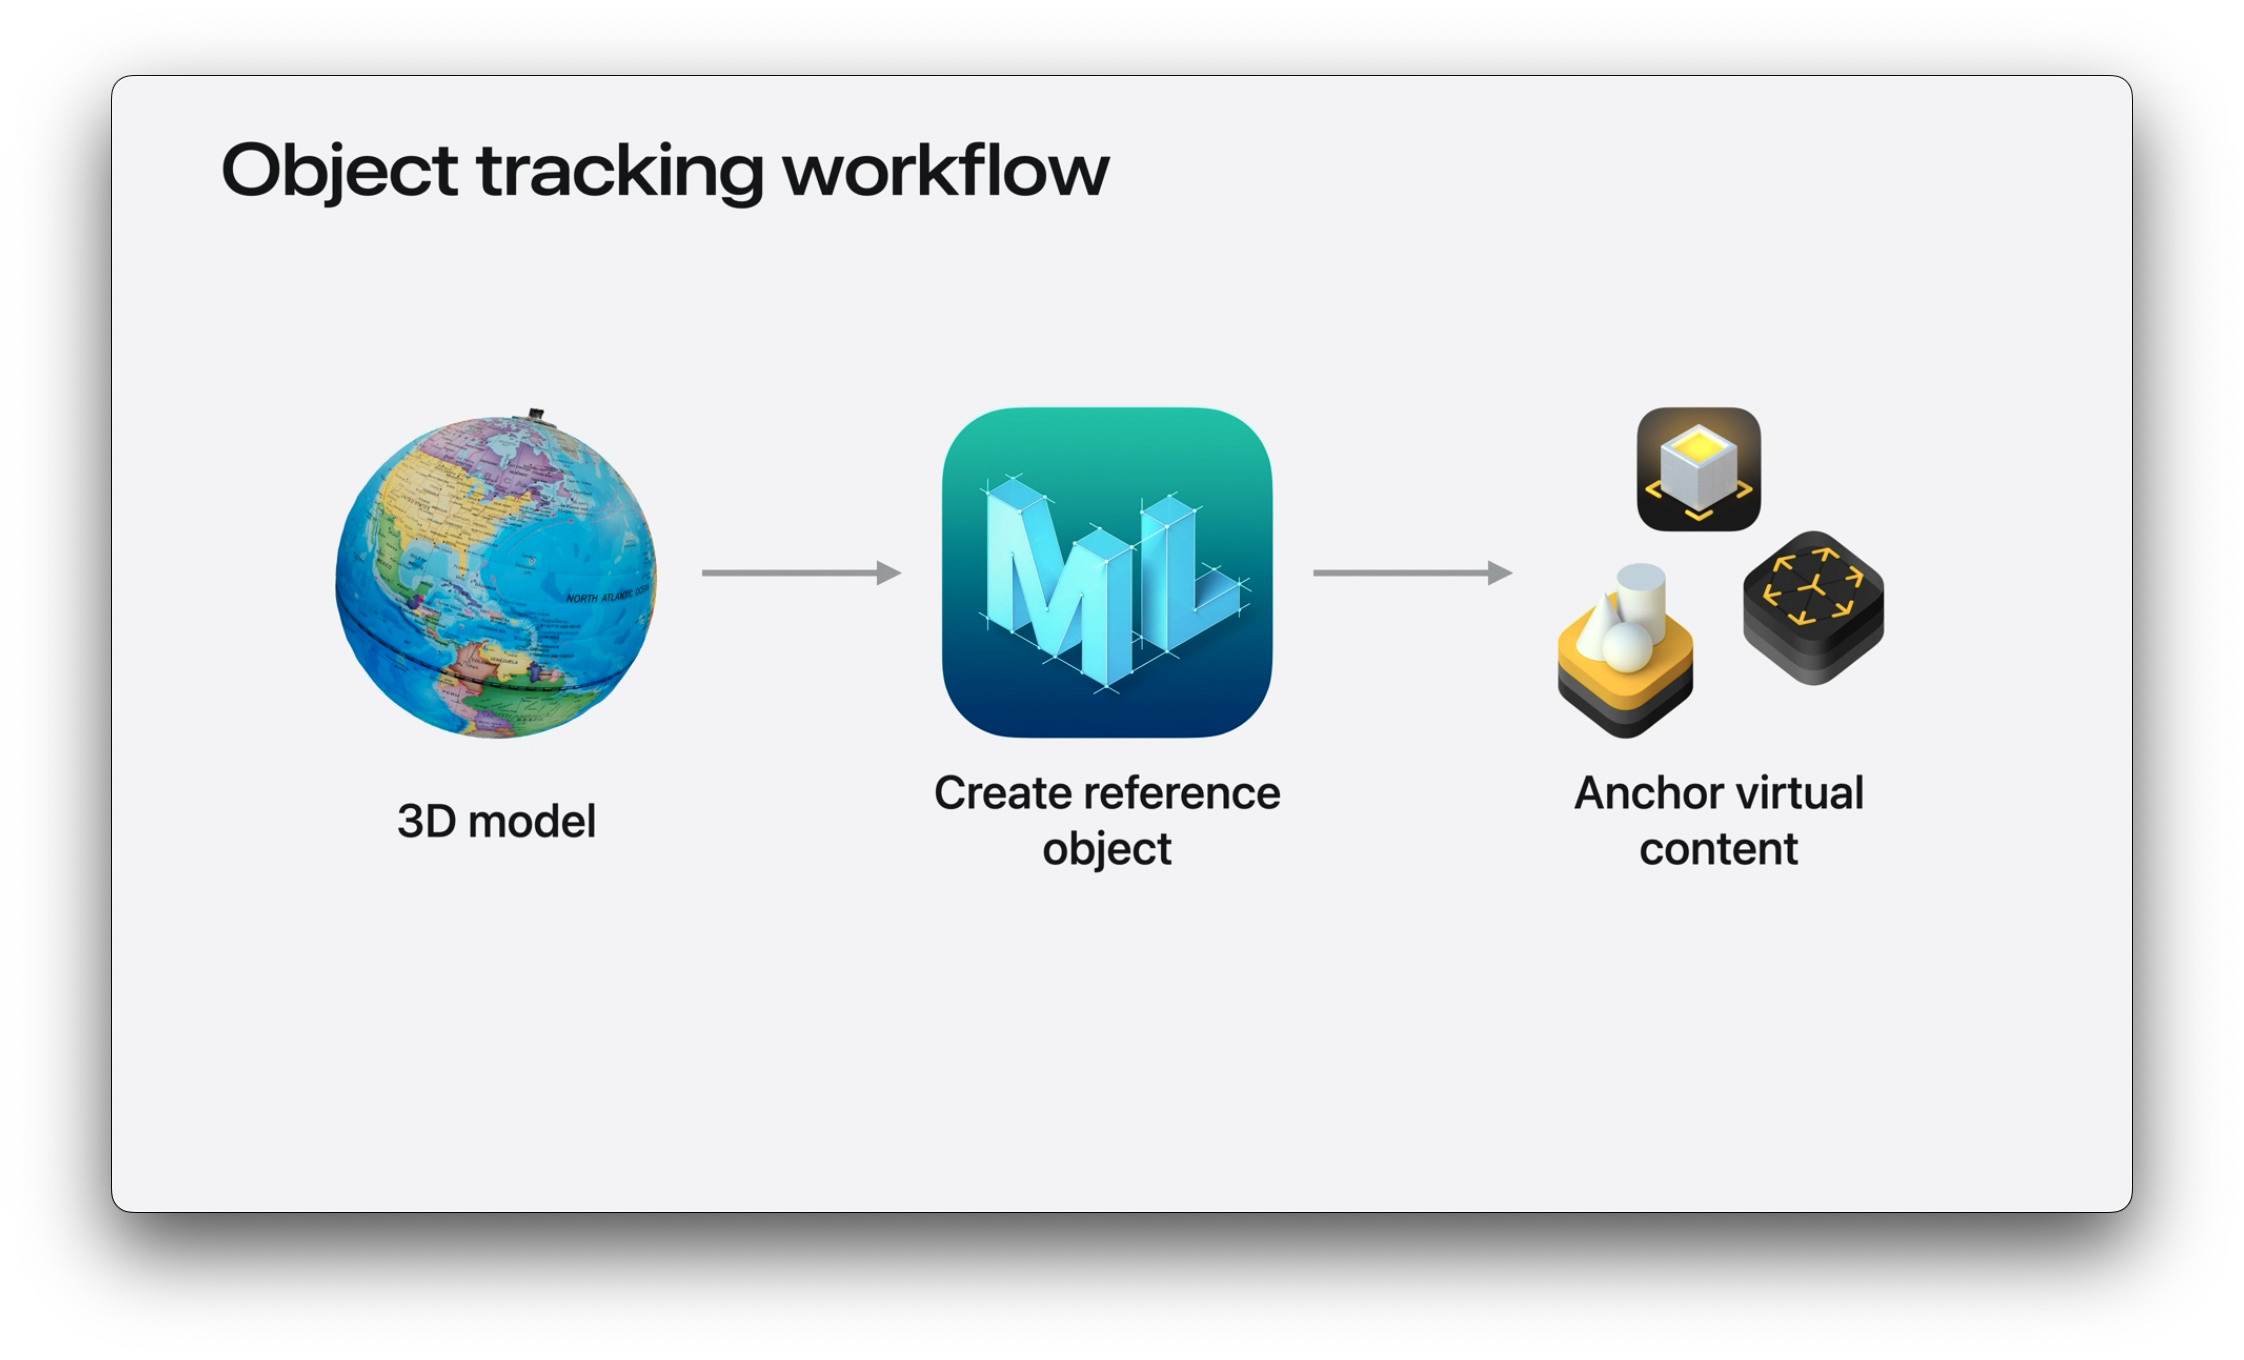 Object tracking workflow
NORTH ATLANTIC OCEAN
ML
3D model
Create reference
object
Anchor virtual
content